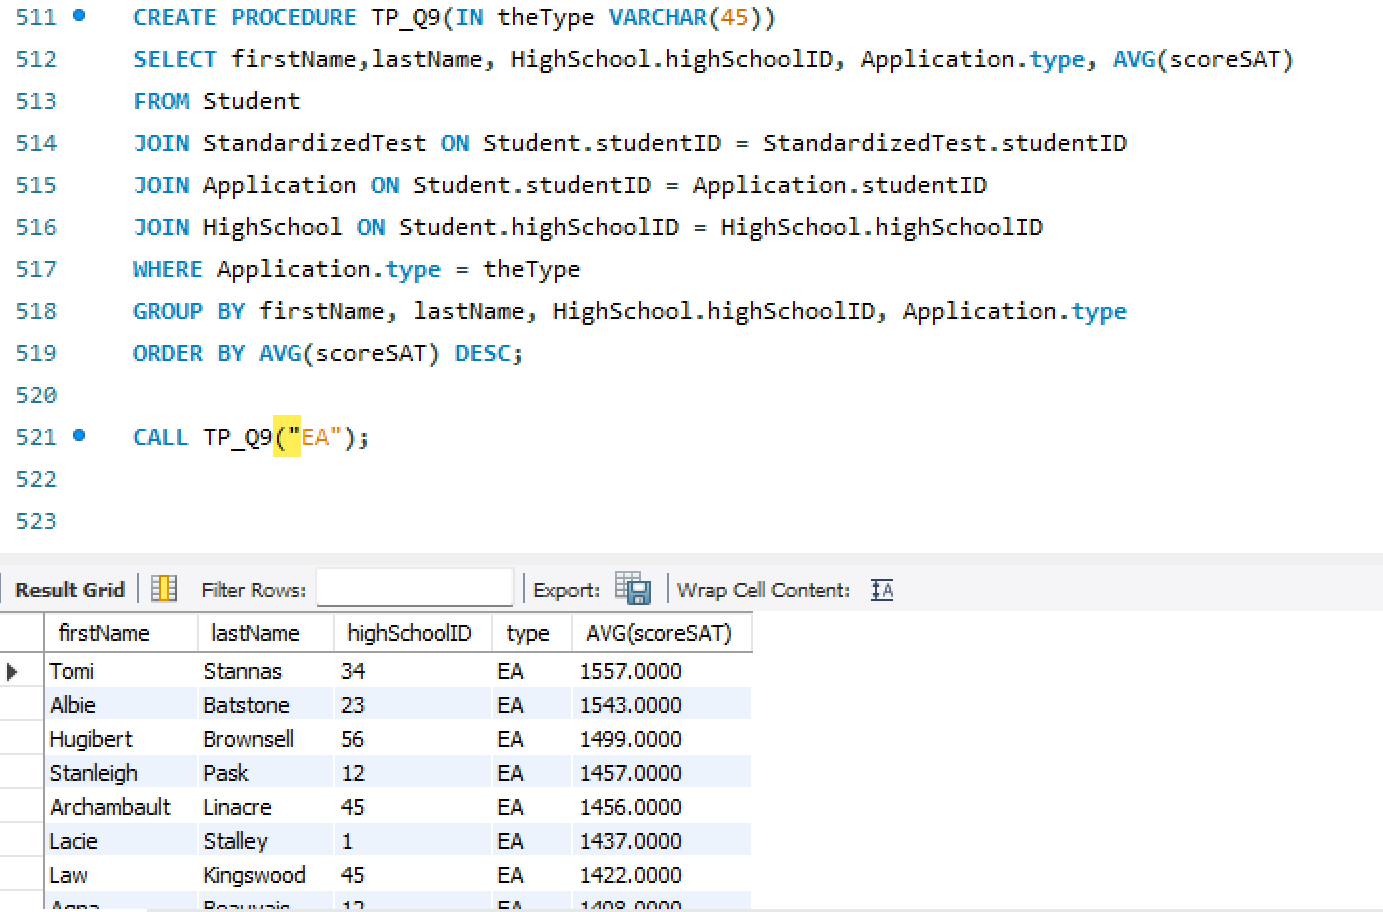 511 CREATE PROCEDURE TP_Q9(IN theType VARCHAR(45))
512 SELECT firstName,lastName, HighSchool.highSchoolID, Application.type, AVG(scoreSAT)
513 FROM Student
514 JOIN StandardizedTest ON Student.studentID = StandardizedTest.studentID
515 JOIN Application ON Student.studentID = Application.studentID
516 JOIN HighSchool ON Student.highSchoolID = HighSchool.highSchoolID
517 WHERE Application.type = theType
518 GROUP BY firstName, lastName, HighSchool.highSchoolID, Application.type
519 ORDER BY AVG(scoreSAT) DESC;
520
521 CALL TP_Q9("EA");
522
523
Result Grid Filter Rows: Export: Wrap Cell Content: IA
firstName lastName highSchoolID type AVG(scoreSAT)
Tomi Stannas 34 EA 1557.0000
Albie Batstone 23 EA 1543.0000
Hugibert Brownsell 56 EA 1499.0000
Stanleigh Pask 12 EA 1457.0000
Archambault Linacre 45 EA 1456.0000
Lacie Stalley 1 EA 1437.0000
Law Kingswood 45 EA 1422.0000
Beauvais 12 EA